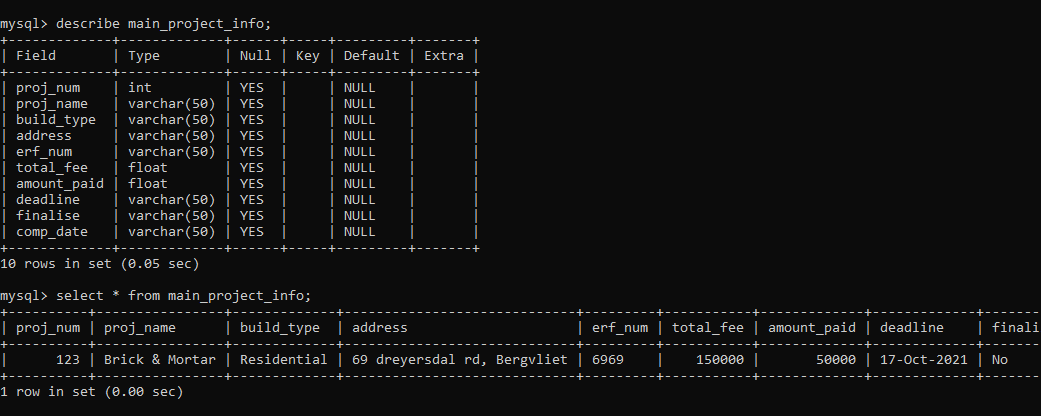 mysql> describe main_project_info;
+-------------+-------------+------+-----+---------+-------+
| Field       | Type        | Null | Key | Default | Extra |
+-------------+-------------+------+-----+---------+-------+
| proj_num    | int         | YES  |     | NULL    |       |
| proj_name   | varchar(50) | YES  |     | NULL    |       |
| build_type  | varchar(50) | YES  |     | NULL    |       |
| address     | varchar(50) | YES  |     | NULL    |       |
| erf_num     | varchar(50) | YES  |     | NULL    |       |
| total_fee   | float       | YES  |     | NULL    |       |
| amount_paid | float       | YES  |     | NULL    |       |
| deadline    | varchar(50) | YES  |     | NULL    |       |
| finalise    | varchar(50) | YES  |     | NULL    |       |
| comp_date   | varchar(50) | YES  |     | NULL    |       |
+-------------+-------------+------+-----+---------+-------+
10 rows in set (0.05 sec)
mysql> select * from main_project_info;
+----------+----------------+-------------+-----------------------------+---------+-----------+-------------+-------------+-------
| proj_num | proj_name      | build_type  | address                     | erf_num | total_fee | amount_paid | deadline    | finali
+----------+----------------+-------------+-----------------------------+---------+-----------+-------------+-------------+-------
|      123 | Brick & Mortar | Residential | 69 dreyersdal rd, Bergvliet | 6969    |    150000 |       50000 | 17-Oct-2021 | No
+----------+----------------+-------------+-----------------------------+---------+-----------+-------------+-------------+-------
1 row in set (0.00 sec)